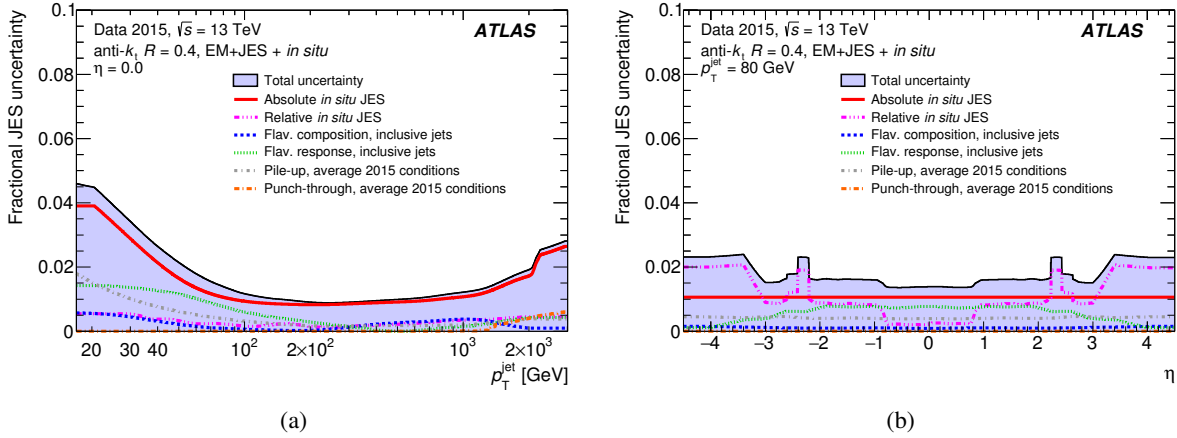 Fractional JES uncertainty
0.1
0.08
0.06
0.04
0.02
0
Data 2015, √s = 13 TeV
ATLAS
anti-kt R = 0.4, EM+JES + in situ
η = 0.0
Total uncertainty
Absolute in situ JES
Relative in situ JES
Flav. composition, inclusive jets
Flav. response, inclusive jets
Pile-up, average 2015 conditions
Punch-through, average 2015 conditions
20 30 40 10² 2×10² 10³ 2×10³
pTjet [GeV]
(a)
Fractional JES uncertainty
0.1
0.08
0.06
0.04
0.02
0
Data 2015, √s = 13 TeV
ATLAS
anti-kt R = 0.4, EM+JES + in situ
pTjet = 80 GeV
Total uncertainty
Absolute in situ JES
Relative in situ JES
Flav. composition, inclusive jets
Flav. response, inclusive jets
Pile-up, average 2015 conditions
Punch-through, average 2015 conditions
−4 −3 −2 −1 0 1 2 3 4
η
(b)